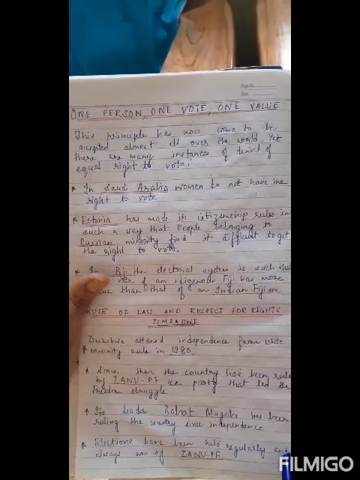 ONE PERSON, ONE VOTE, ONE VALUE
This principle has now come to be
accepted almost all over the world. Yet
there are many instances of denial of
equal right to vote.
In Saudi Arabia women do not have the
right to vote
Estonia has made its citizenship rules in
such a way that people belonging to
Russian minority find it difficult to get
the right to vote.
In Fiji the electoral system is such that
vote of an indigenous Fiji has more
value than that of an Indian Fijian
RULE OF LAW AND RESPECT FOR RIGHTS
ZIMBABWE
Zimbabwe attained independence from white
minority rule in 1980.
Since then the country has been ruled
by ZANU-PF the party that led the
freedom struggle
Its leader Robert Mugabe has been
ruling the country since independence
Elections have been held regularly and
always won by ZANU-PF
FILMIGO